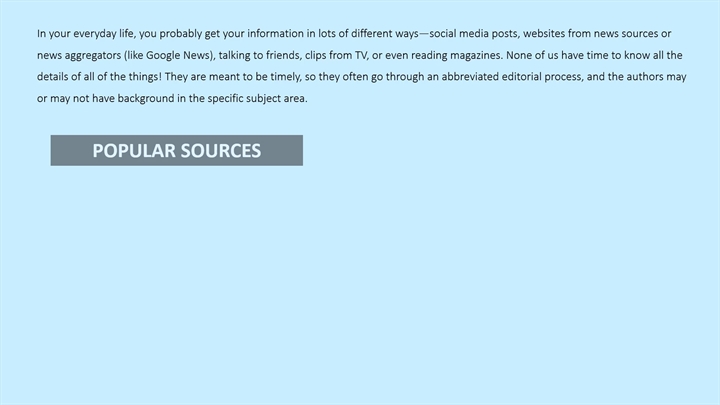 In your everyday life, you probably get your information in lots of different ways—social media posts, websites from news sources or
news aggregators (like Google News), talking to friends, clips from TV, or even reading magazines. None of us have time to know all the
details of all of the things! They are meant to be timely, so they often go through an abbreviated editorial process, and the authors may
or may not have background in the specific subject area.
POPULAR SOURCES